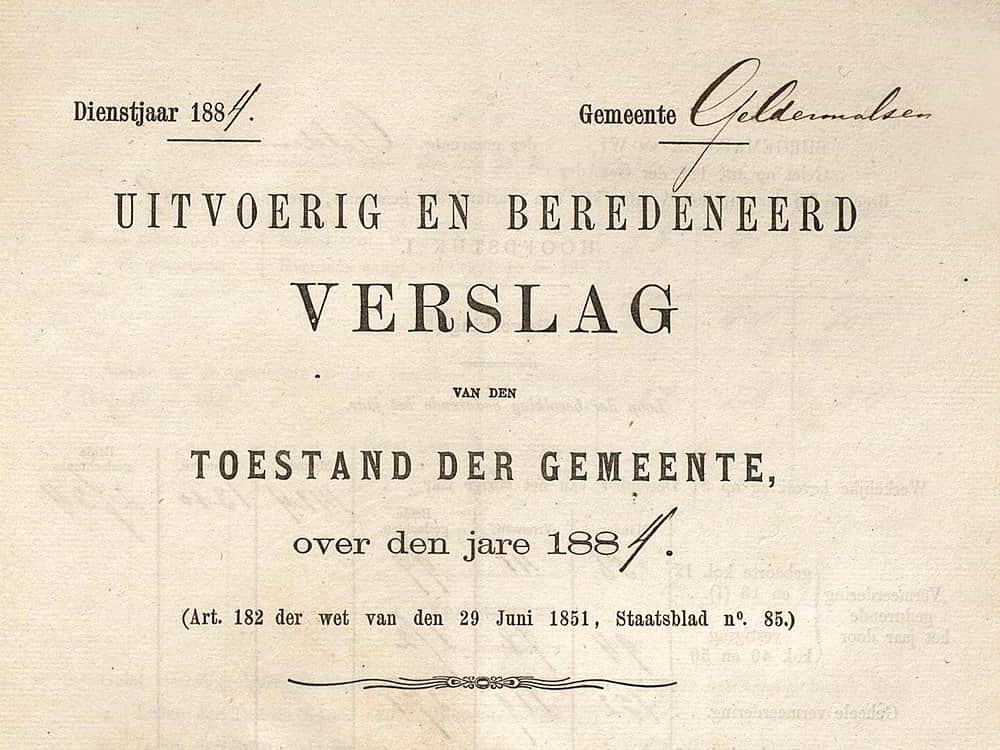 Dienstjaar 1884.
Gemeente Geldermalsen
UITVOERIG EN BEREDENEERD
VERSLAG
VAN DEN
TOESTAND DER GEMEENTE,
over den jare 1884.
(Art. 182 der wet van den 29 Juni 1851, Staatsblad nº. 85.)